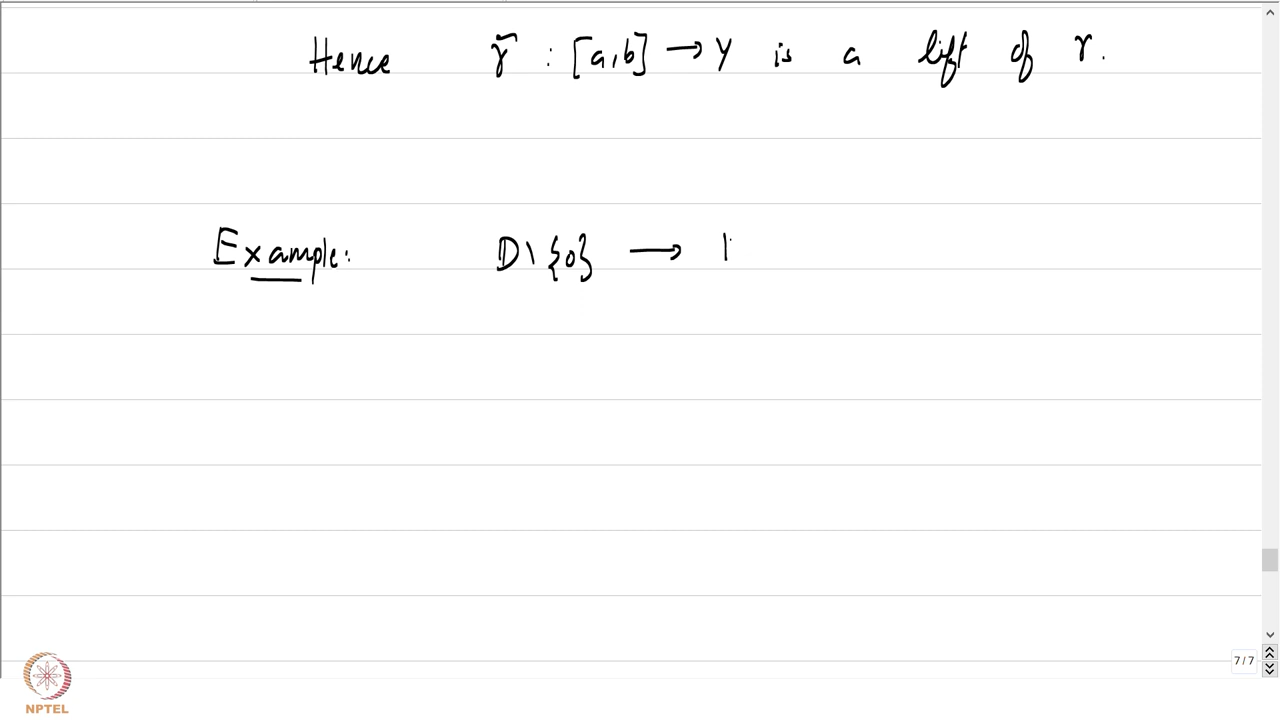 Hence γ̃ : [a,b] → Y is a lift of γ.
Example: D\{0} →
7 / 7
NPTEL